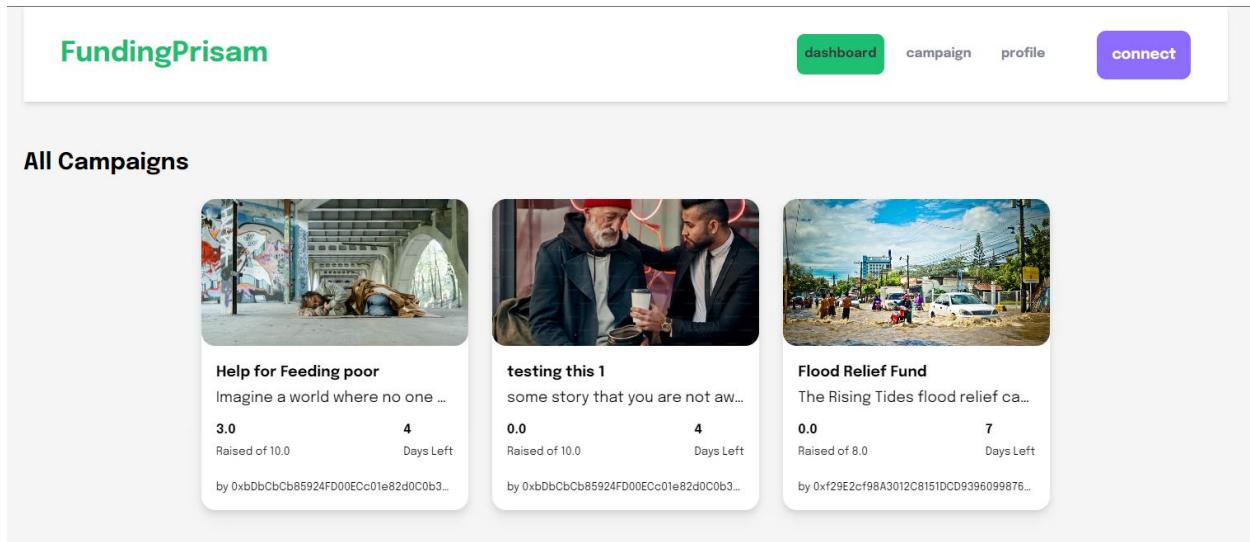 FundingPrisam
dashboard campaign profile connect
All Campaigns
Help for Feeding poor
Imagine a world where no one ...
3.0 4
Raised of 10.0 Days Left
by 0xbDbCbCb85924FD00ECc01e82d0C0b3...
testing this 1
some story that you are not aw...
0.0 4
Raised of 10.0 Days Left
by 0xbDbCbCb85924FD00ECc01e82d0C0b3...
Flood Relief Fund
The Rising Tides flood relief ca...
0.0 7
Raised of 8.0 Days Left
by 0xf29E2cf98A3012C8151DCD9396099876...